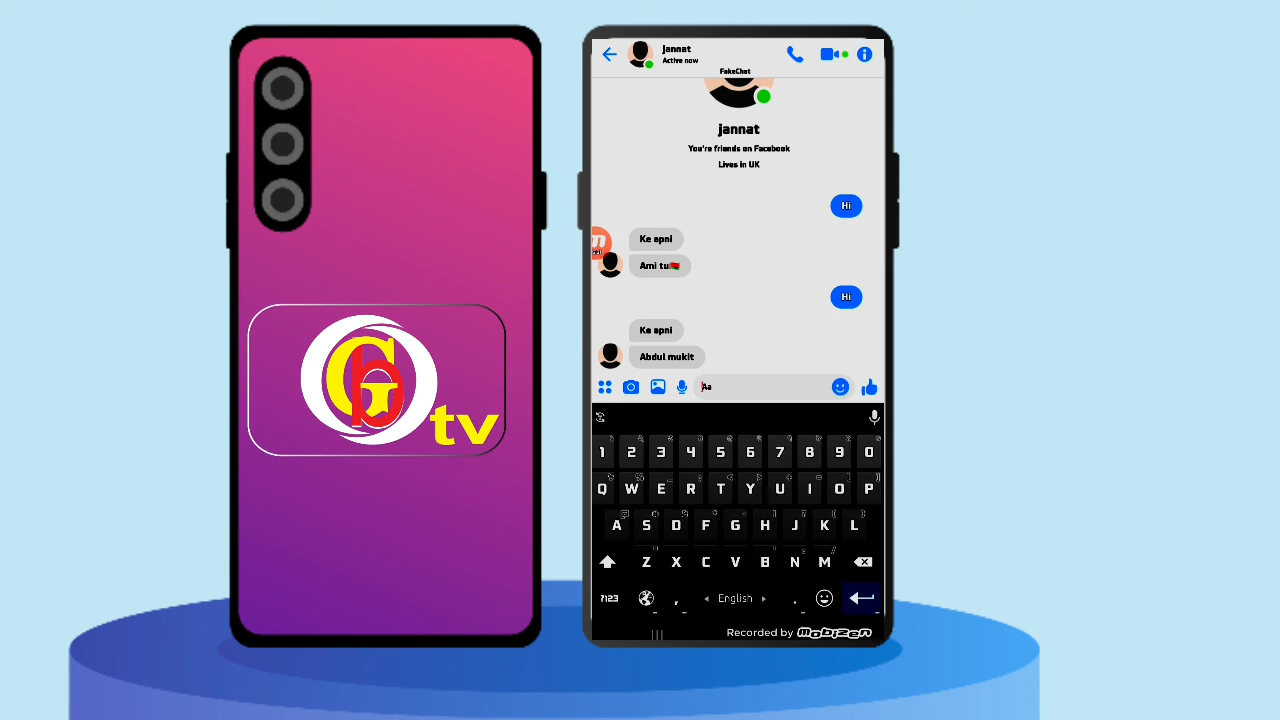 jannat
Active now
FakeChat
jannat
You're friends on Facebook
Lives in UK
Hi
Ke apni
Ami tu
Hi
Ke apni
Abdul mukit
Aa
G b
tv
1 2 3 4 5 6 7 8 9 0
Q W E R T Y U I O P
A S D F G H J K L
Z X C V B N M
?123 , English .
Recorded by mobizen